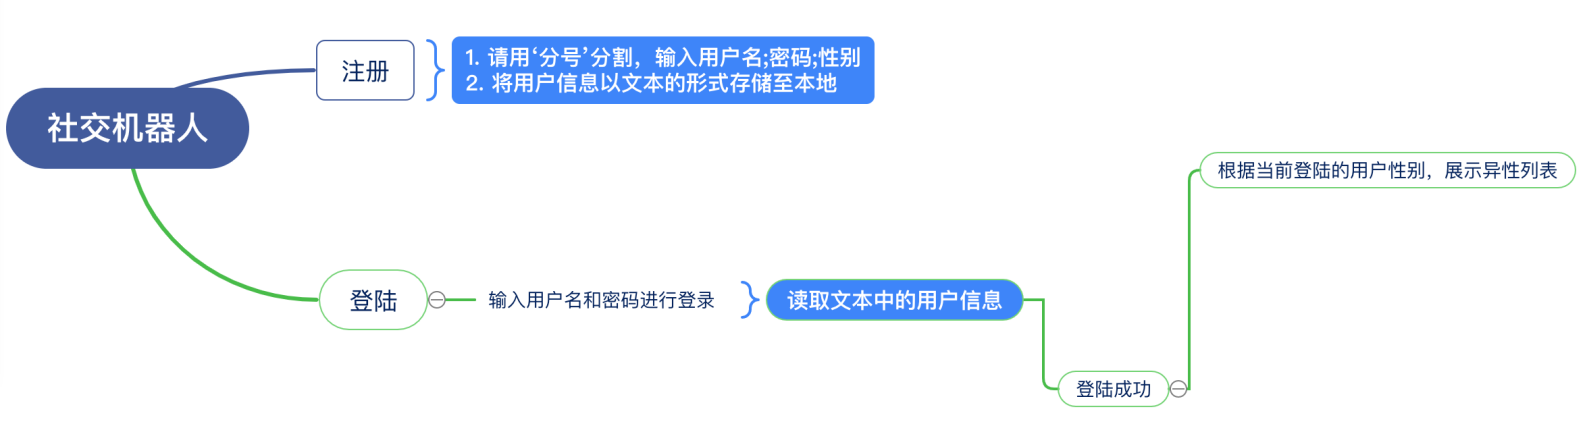 社交机器人
注册
1. 请用‘分号’分割，输入用户名;密码;性别
2. 将用户信息以文本的形式存储至本地
登陆
输入用户名和密码进行登录
读取文本中的用户信息
登陆成功
根据当前登陆的用户性别，展示异性列表